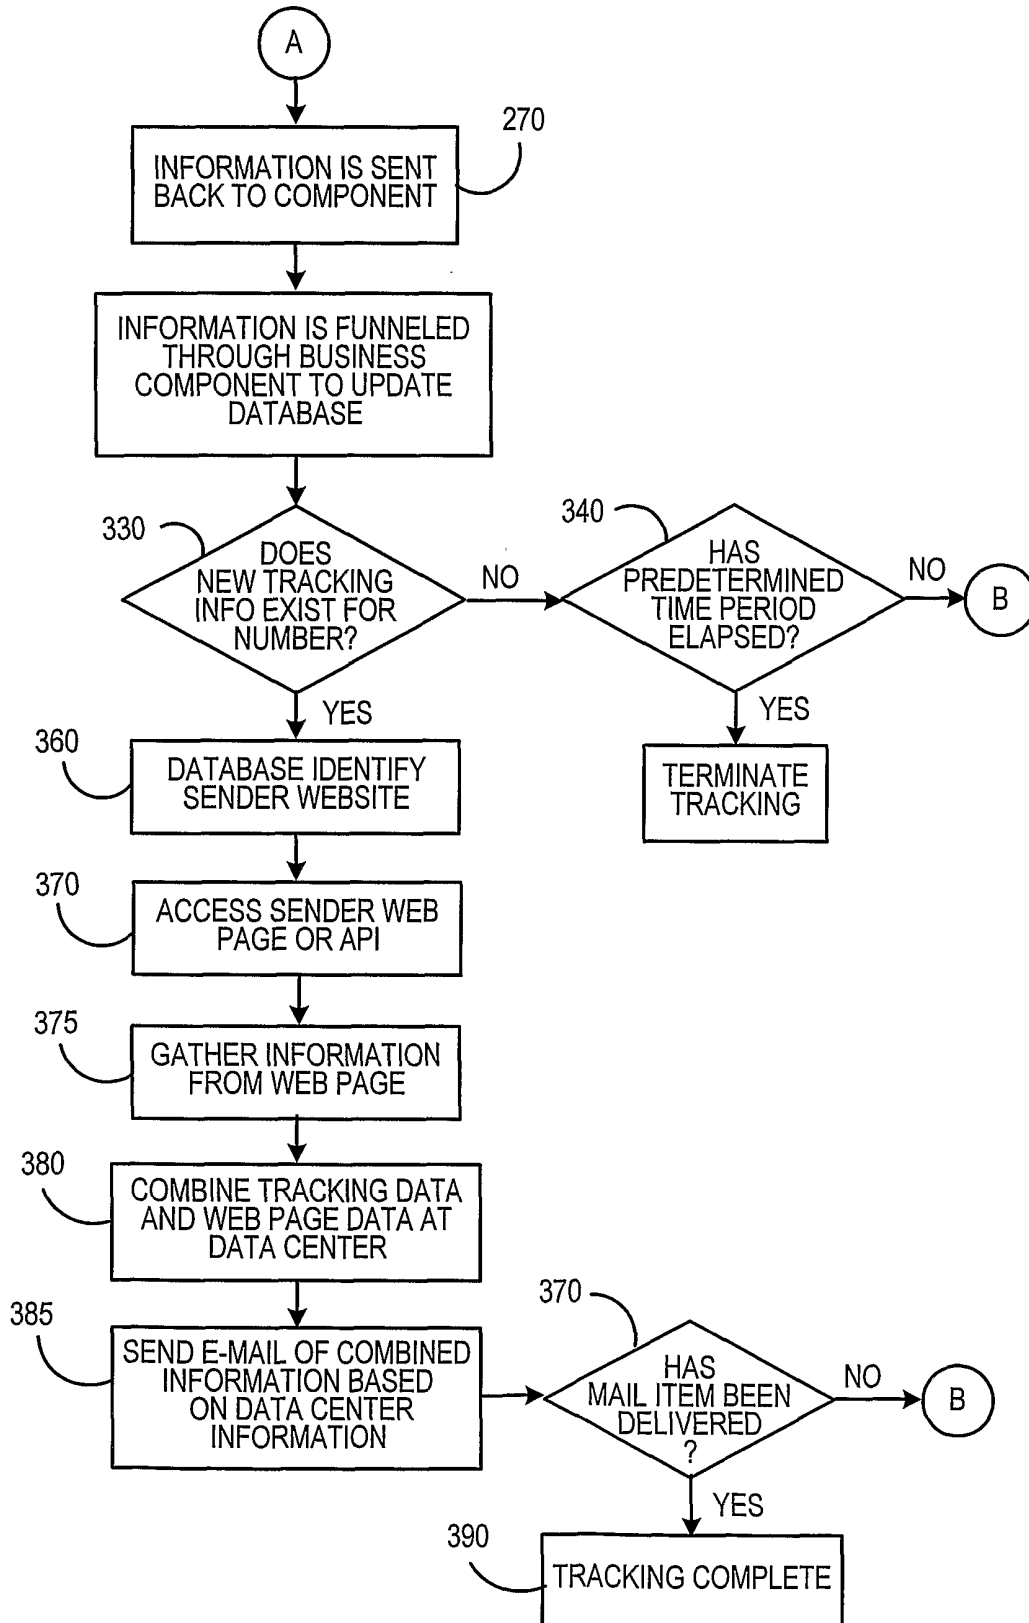 A
270
INFORMATION IS SENT
BACK TO COMPONENT
INFORMATION IS FUNNELED
THROUGH BUSINESS
COMPONENT TO UPDATE
DATABASE
330
DOES
NEW TRACKING
INFO EXIST FOR
NUMBER?
NO
340
HAS
PREDETERMINED
TIME PERIOD
ELAPSED?
NO
B
YES
YES
TERMINATE
TRACKING
360
DATABASE IDENTIFY
SENDER WEBSITE
370
ACCESS SENDER WEB
PAGE OR API
375
GATHER INFORMATION
FROM WEB PAGE
380
COMBINE TRACKING DATA
AND WEB PAGE DATA AT
DATA CENTER
385
SEND E-MAIL OF COMBINED
INFORMATION BASED
ON DATA CENTER
INFORMATION
370
HAS
MAIL ITEM BEEN
DELIVERED
?
NO
B
YES
390
TRACKING COMPLETE